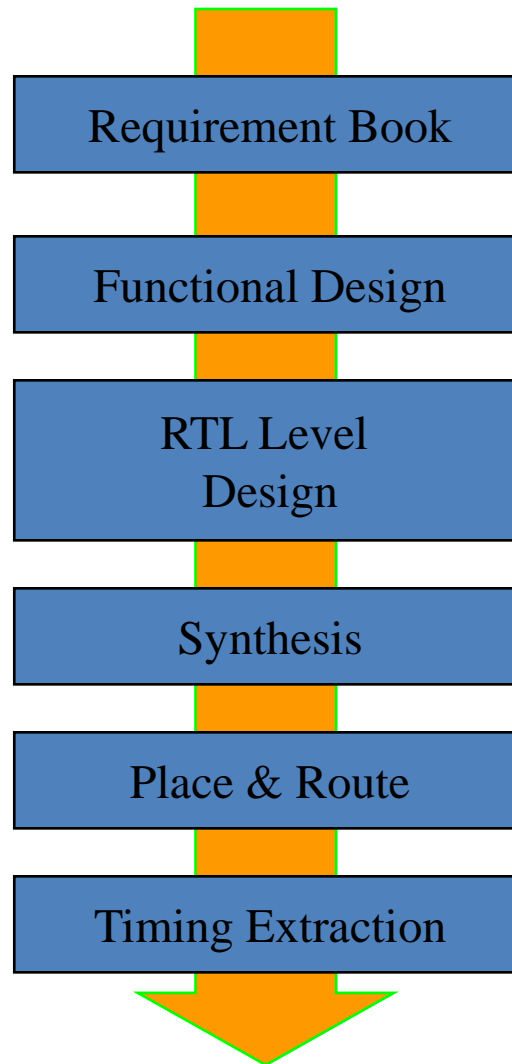 Requirement Book
Functional Design
RTL Level
Design
Synthesis
Place & Route
Timing Extraction